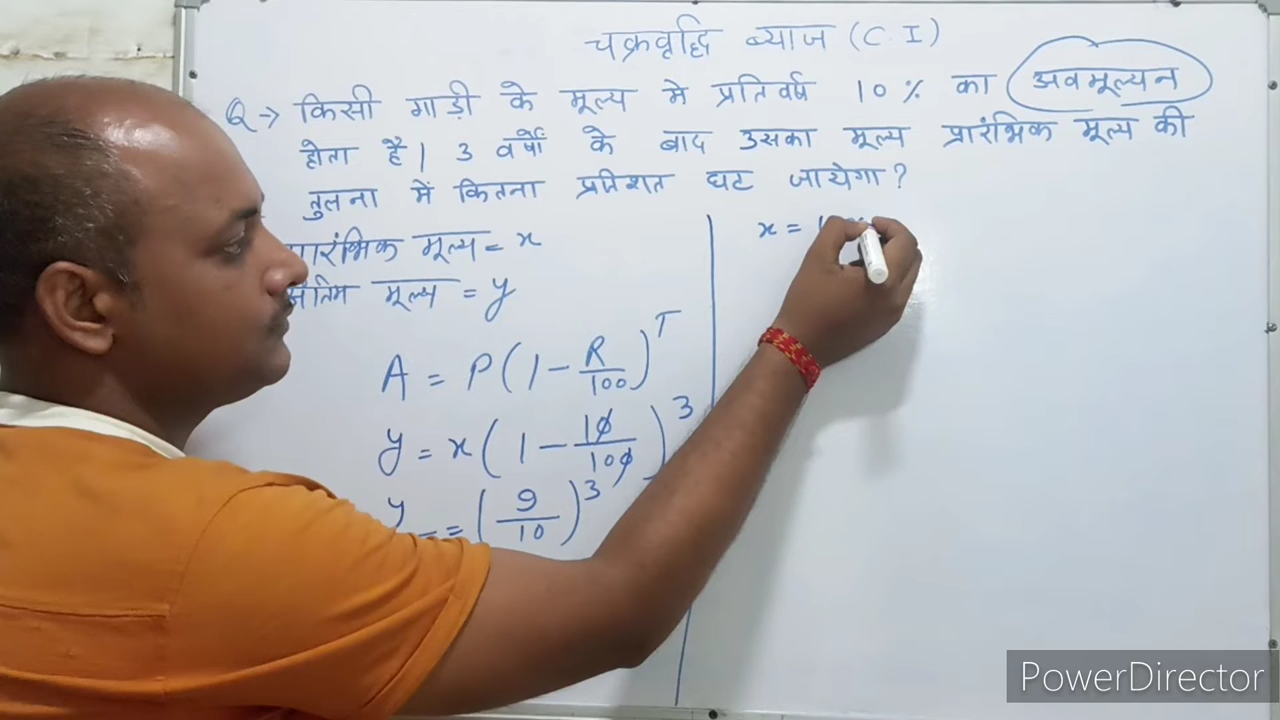 चक्रवृद्धि ब्याज (C.I)
Q→ किसी गाड़ी के मूल्य मे प्रतिवर्ष 10% का अवमूल्यन
होता है। 3 वर्षों के बाद उसका मूल्य प्रारंभिक मूल्य की
तुलना में कितना प्रतिशत घट जायेगा?
प्रारंभिक मूल्य = x
अंतिम मूल्य = y
A = P(1 - R/100)^T
y = x(1 - 10/100)^3
y = (9/10)^3
x =
PowerDirector